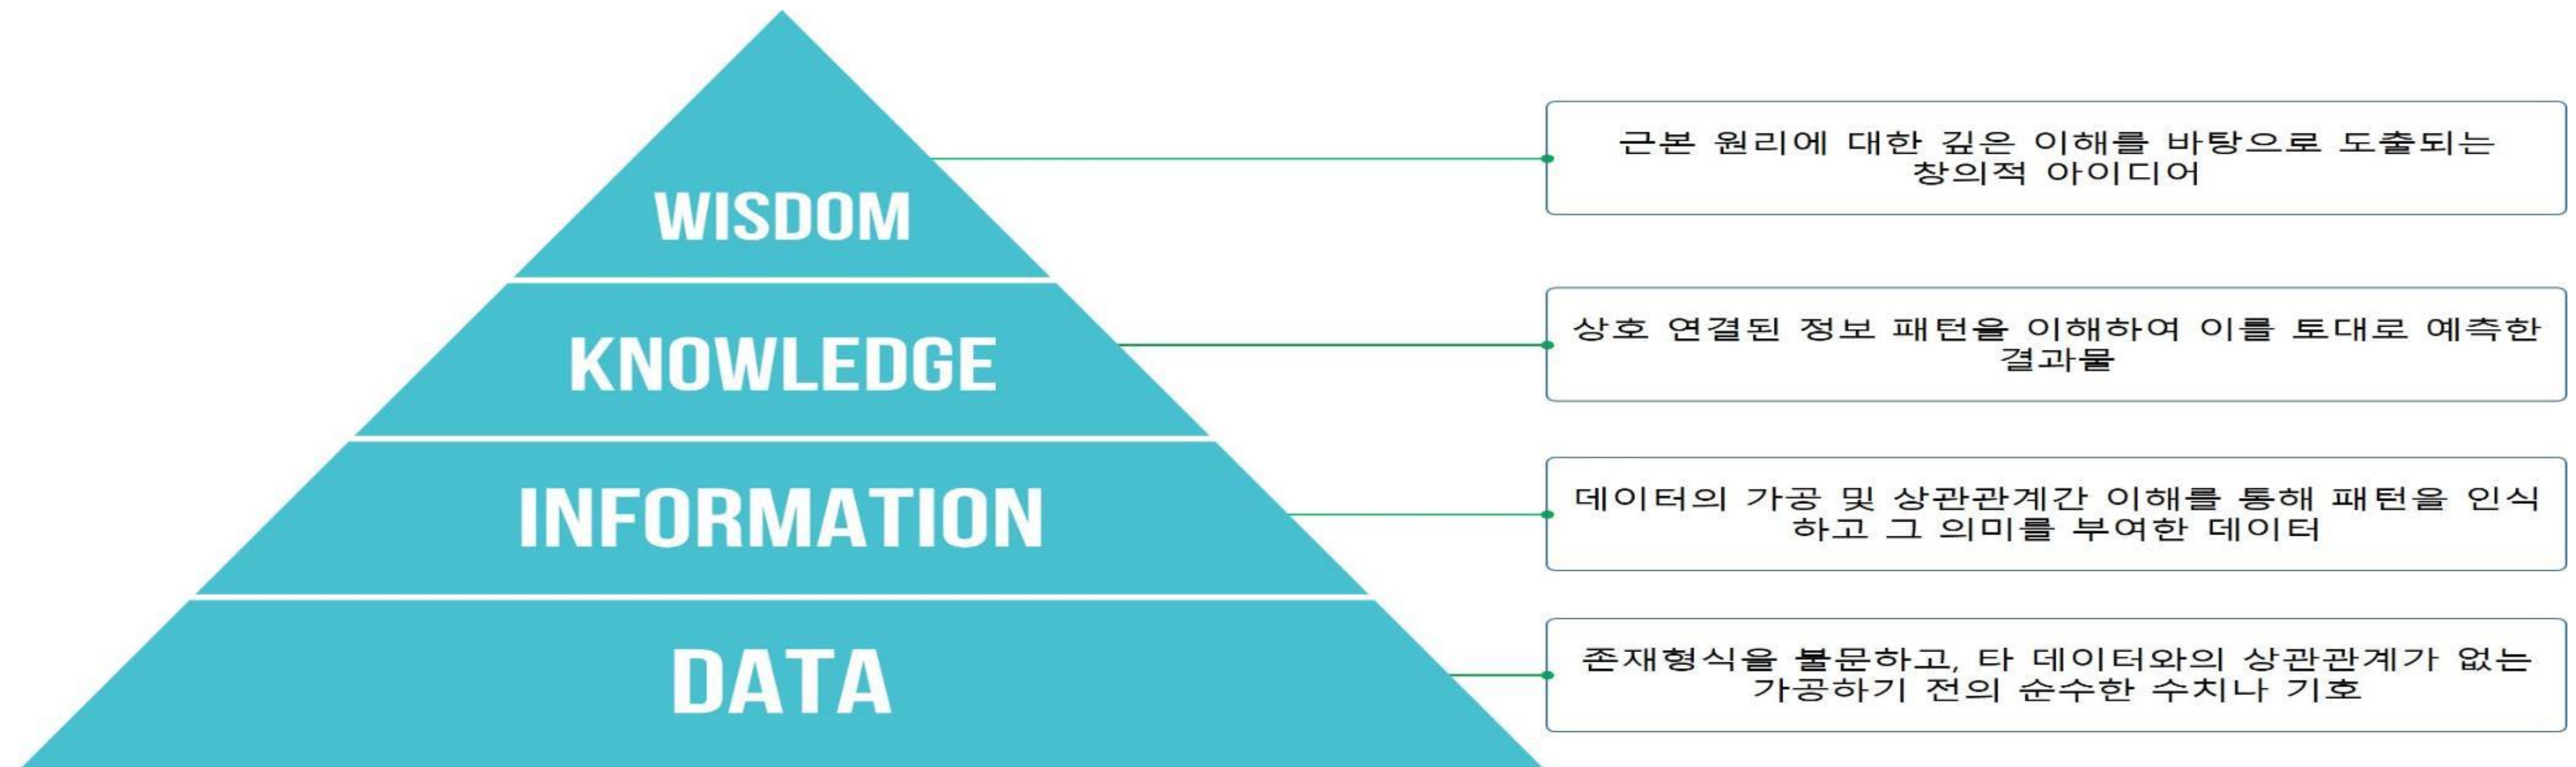 WISDOM
근본 원리에 대한 깊은 이해를 바탕으로 도출되는
창의적 아이디어
KNOWLEDGE
상호 연결된 정보 패턴을 이해하여 이를 토대로 예측한
결과물
INFORMATION
데이터의 가공 및 상관관계간 이해를 통해 패턴을 인식
하고 그 의미를 부여한 데이터
DATA
존재형식을 불문하고, 타 데이터와의 상관관계가 없는
가공하기 전의 순수한 수치나 기호